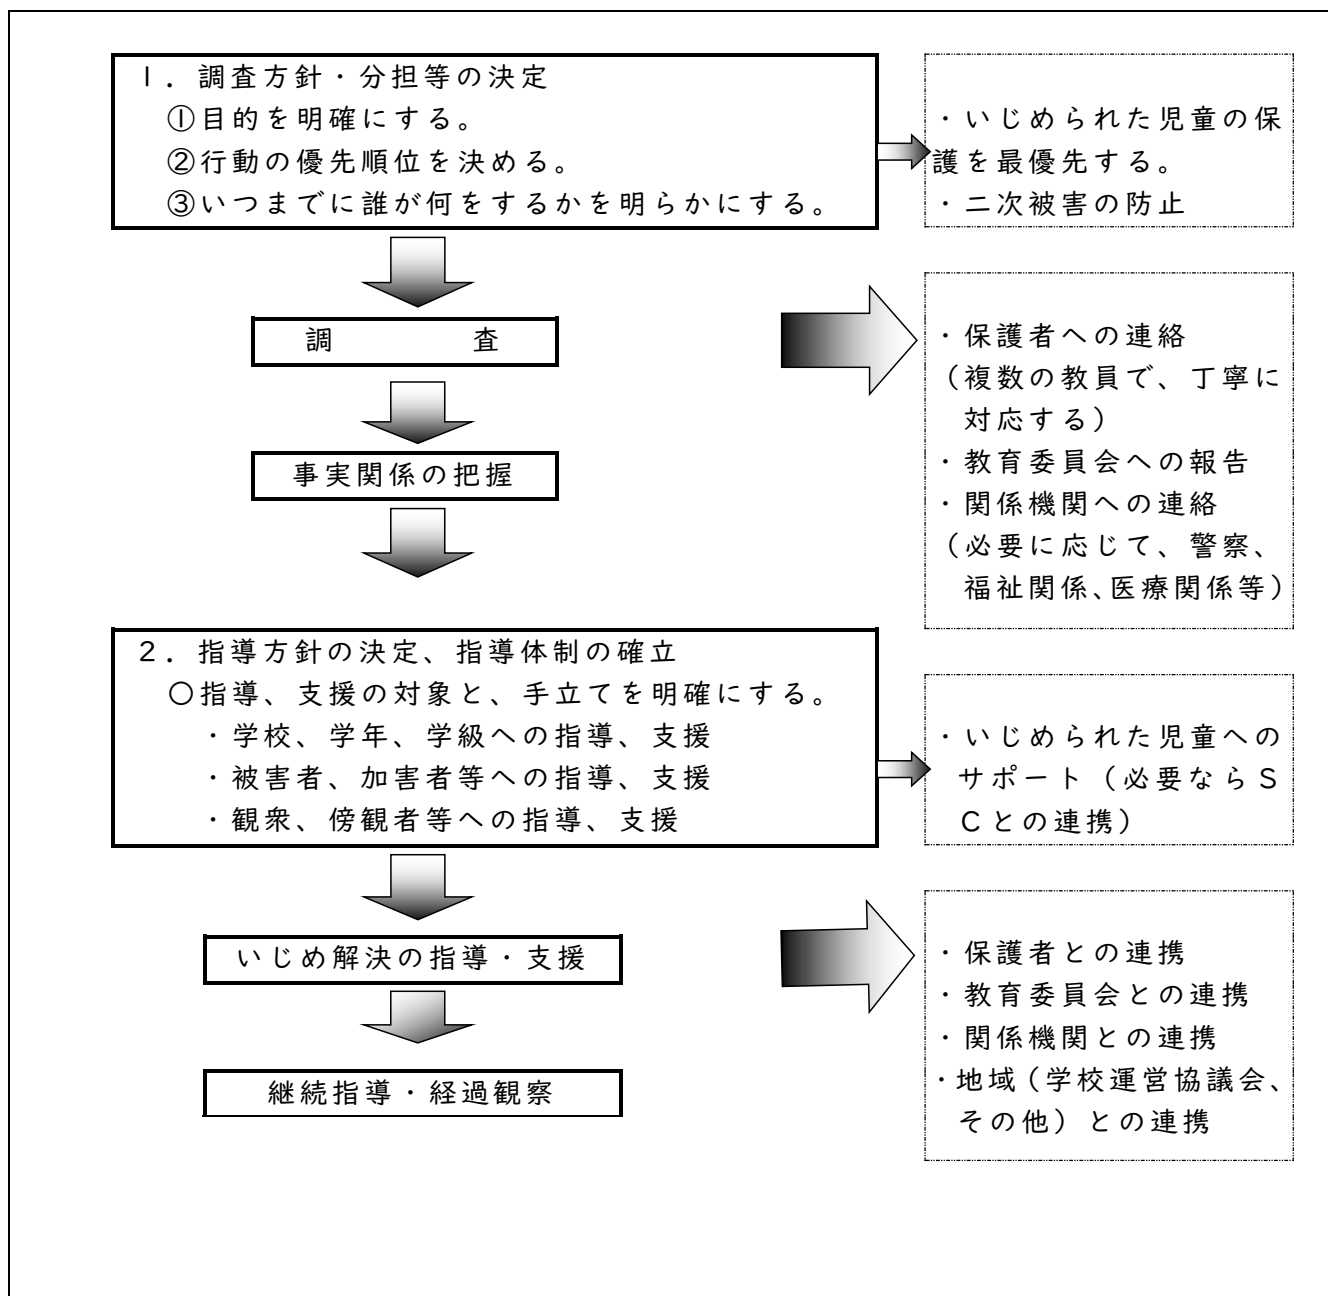 １．調査方針・分担等の決定
①目的を明確にする。
②行動の優先順位を決める。
③いつまでに誰が何をするかを明らかにする。
・いじめられた児童の保
護を最優先する。
・二次被害の防止
調　　　　査
事実関係の把握
・保護者への連絡
（複数の教員で、丁寧に
対応する）
・教育委員会への報告
・関係機関への連絡
（必要に応じて、警察、
福祉関係、医療関係等）
２．指導方針の決定、指導体制の確立
〇指導、支援の対象と、手立てを明確にする。
・学校、学年、学級への指導、支援
・被害者、加害者等への指導、支援
・観衆、傍観者等への指導、支援
・いじめられた児童への
サポート（必要ならＳ
Ｃとの連携）
いじめ解決の指導・支援
継続指導・経過観察
・保護者との連携
・教育委員会との連携
・関係機関との連携
・地域（学校運営協議会、
その他）との連携